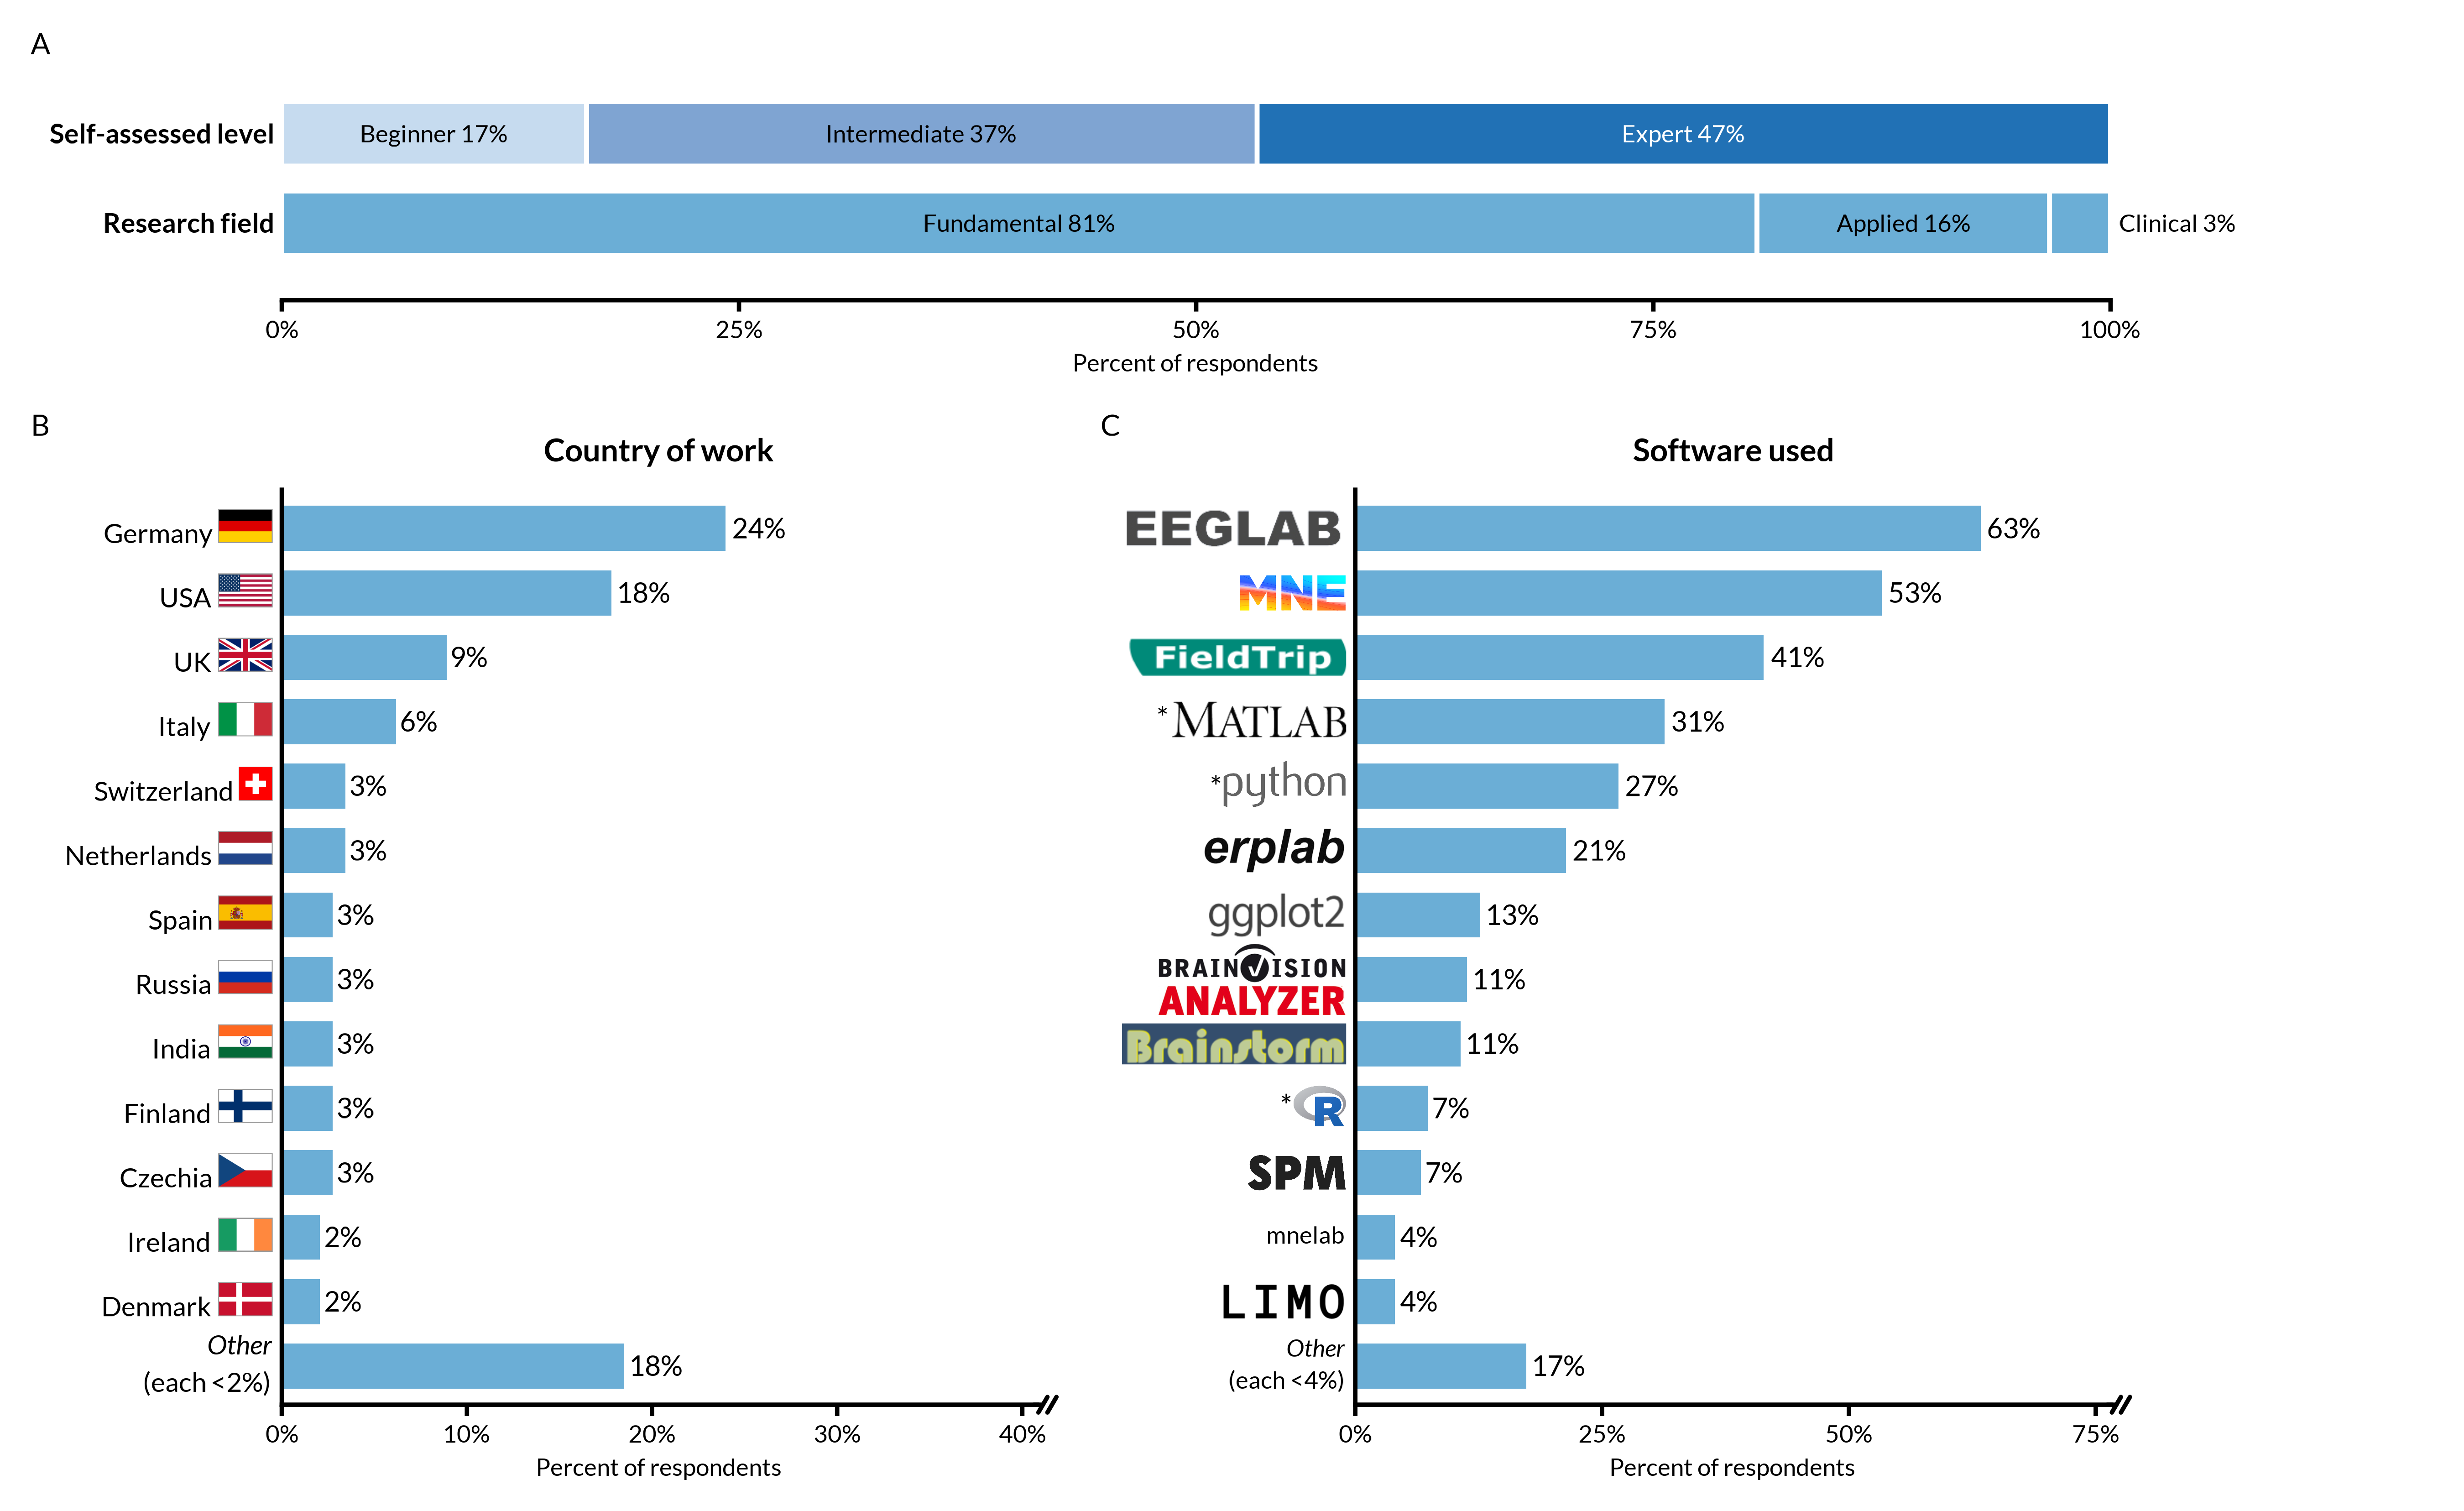 A
Self-assessed level Beginner 17% Intermediate 37% Expert 47%
Research field Fundamental 81% Applied 16% Clinical 3%
0% 25% 50% 75% 100%
Percent of respondents
B
Country of work
Germany 24%
USA 18%
UK 9%
Italy 6%
Switzerland 3%
Netherlands 3%
Spain 3%
Russia 3%
India 3%
Finland 3%
Czechia 3%
Ireland 2%
Denmark 2%
Other
(each <2%) 18%
0% 10% 20% 30% 40%
Percent of respondents
C
Software used
EEGLAB 63%
MNE 53%
FieldTrip 41%
*MATLAB 31%
*python 27%
erplab 21%
ggplot2 13%
BRAINVISION
ANALYZER 11%
Brainstorm 11%
*R 7%
SPM 7%
mnelab 4%
LIMO 4%
Other
(each <4%) 17%
0% 25% 50% 75%
Percent of respondents